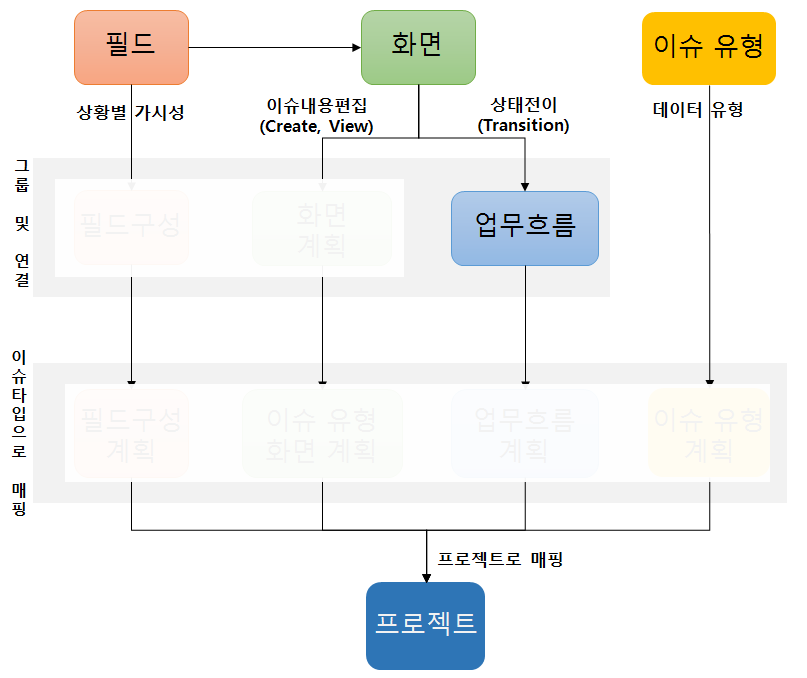 필드
화면
이슈 유형
상황별 가시성
이슈내용편집
(Create, View)
상태전이
(Transition)
데이터 유형
그룹 및 연결
필드구성
화면
계획
업무흐름
이슈타입으로 매핑
필드구성
계획
이슈 유형
화면 계획
업무흐름
계획
이슈 유형
계획
프로젝트로 매핑
프로젝트